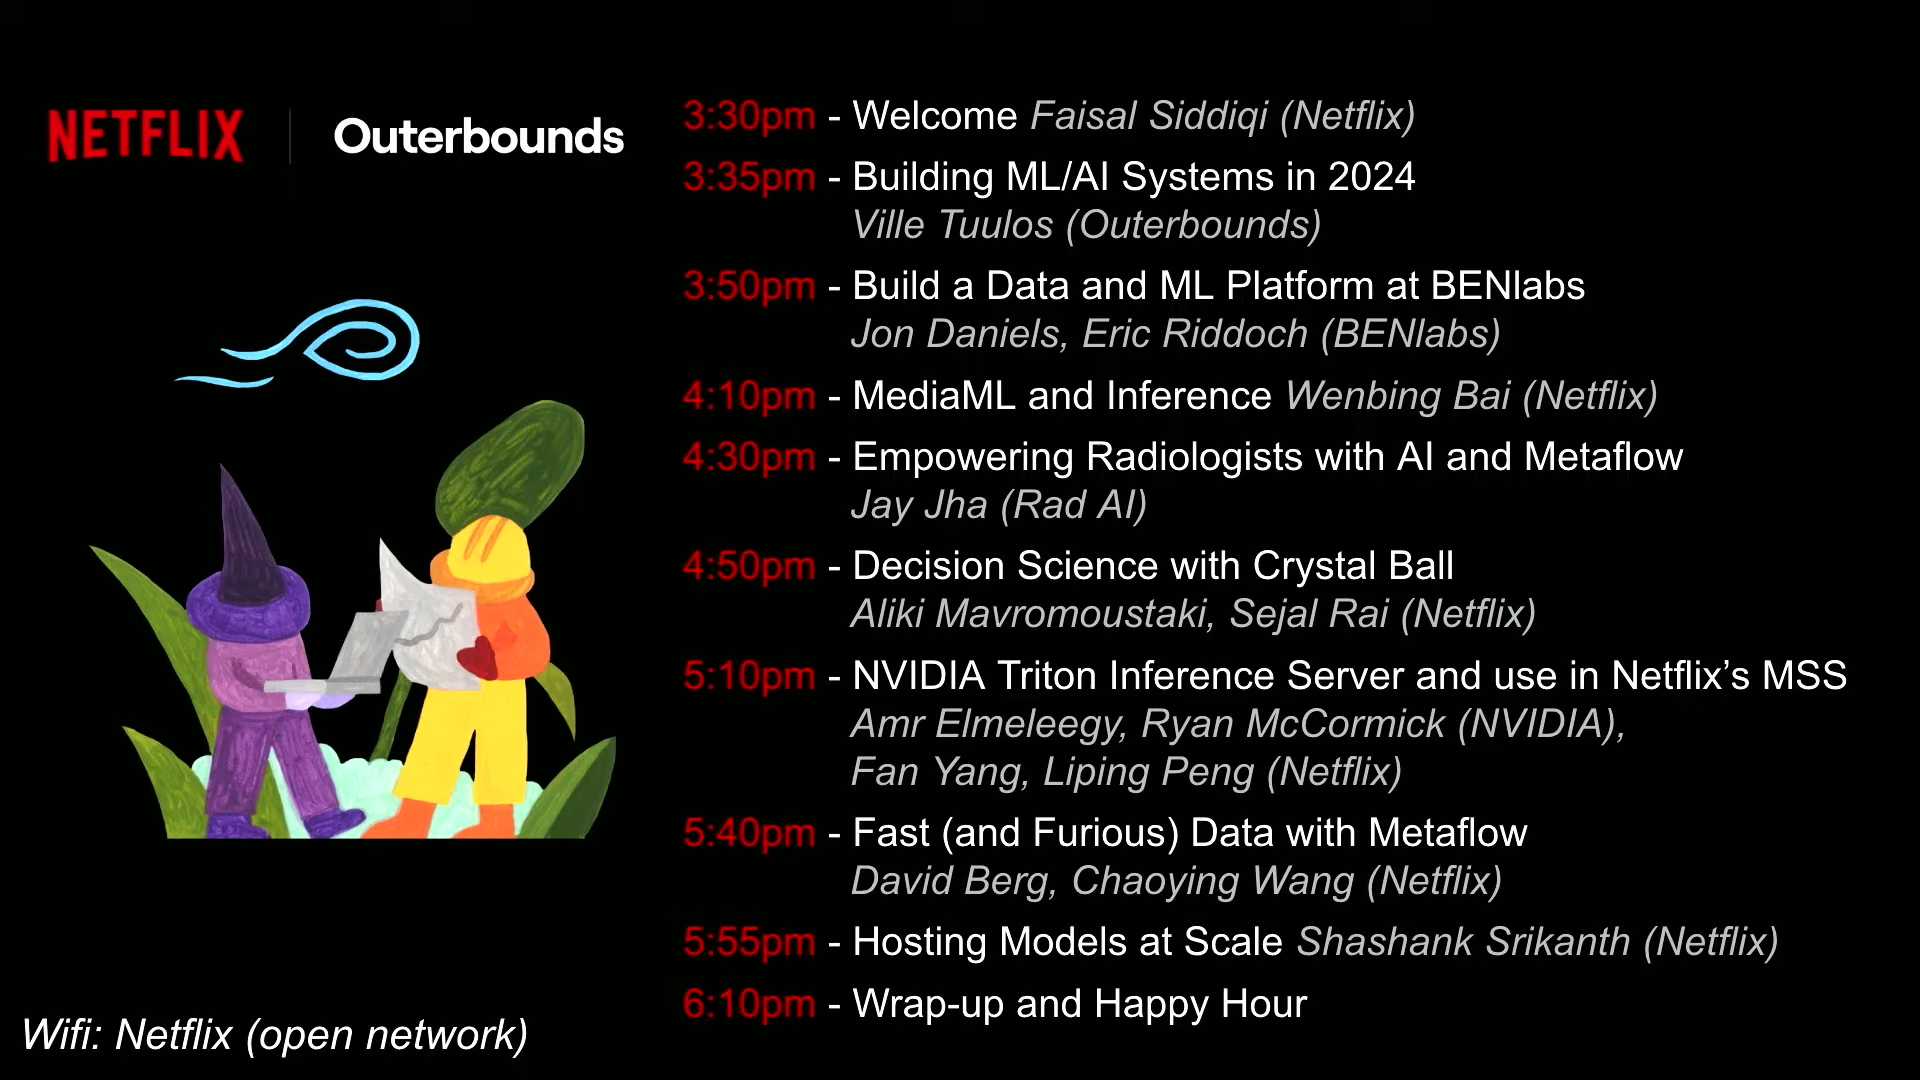 NETFLIX
Outerbounds
3:30pm - Welcome Faisal Siddiqi (Netflix)
3:35pm - Building ML/AI Systems in 2024
Ville Tuulos (Outerbounds)
3:50pm - Build a Data and ML Platform at BENlabs
Jon Daniels, Eric Riddoch (BENlabs)
4:10pm - MediaML and Inference Wenbing Bai (Netflix)
4:30pm - Empowering Radiologists with AI and Metaflow
Jay Jha (Rad AI)
4:50pm - Decision Science with Crystal Ball
Aliki Mavromoustaki, Sejal Rai (Netflix)
5:10pm - NVIDIA Triton Inference Server and use in Netflix’s MSS
Amr Elmeleegy, Ryan McCormick (NVIDIA),
Fan Yang, Liping Peng (Netflix)
5:40pm - Fast (and Furious) Data with Metaflow
David Berg, Chaoying Wang (Netflix)
5:55pm - Hosting Models at Scale Shashank Srikanth (Netflix)
6:10pm - Wrap-up and Happy Hour
Wifi: Netflix (open network)